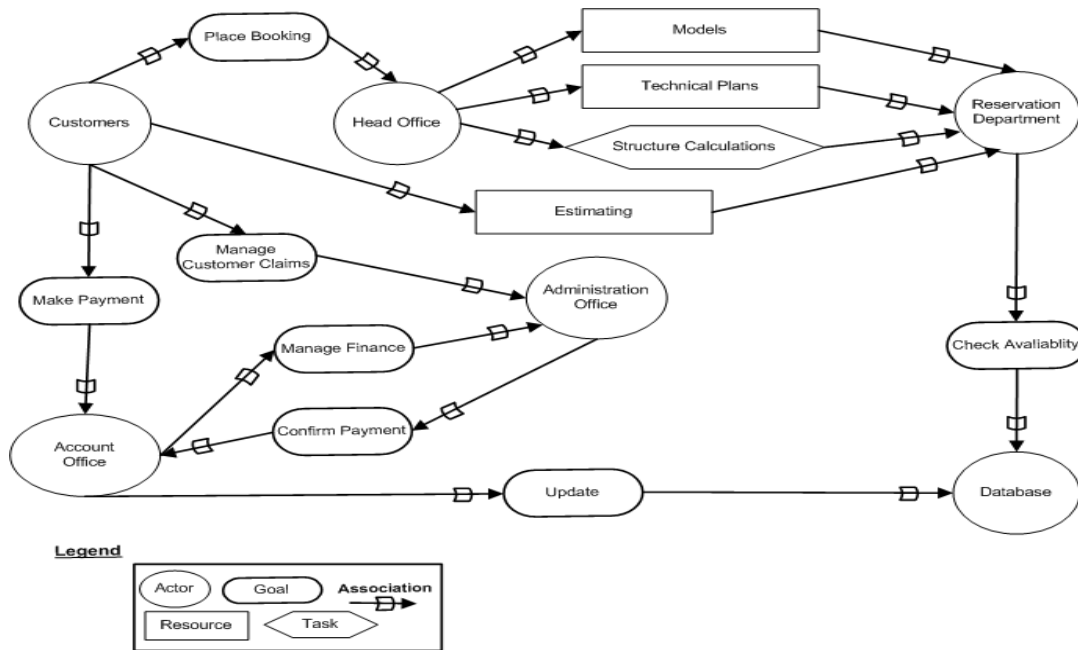 Place Booking
Models
Technical Plans
Customers
Head Office
Reservation
Department
Structure Calculations
Estimating
Manage
Customer Claims
Administration
Office
Make Payment
Manage Finance
Check Avaliablity
Confirm Payment
Account
Office
Update
Database
Legend
Actor
Goal
Association
Resource
Task